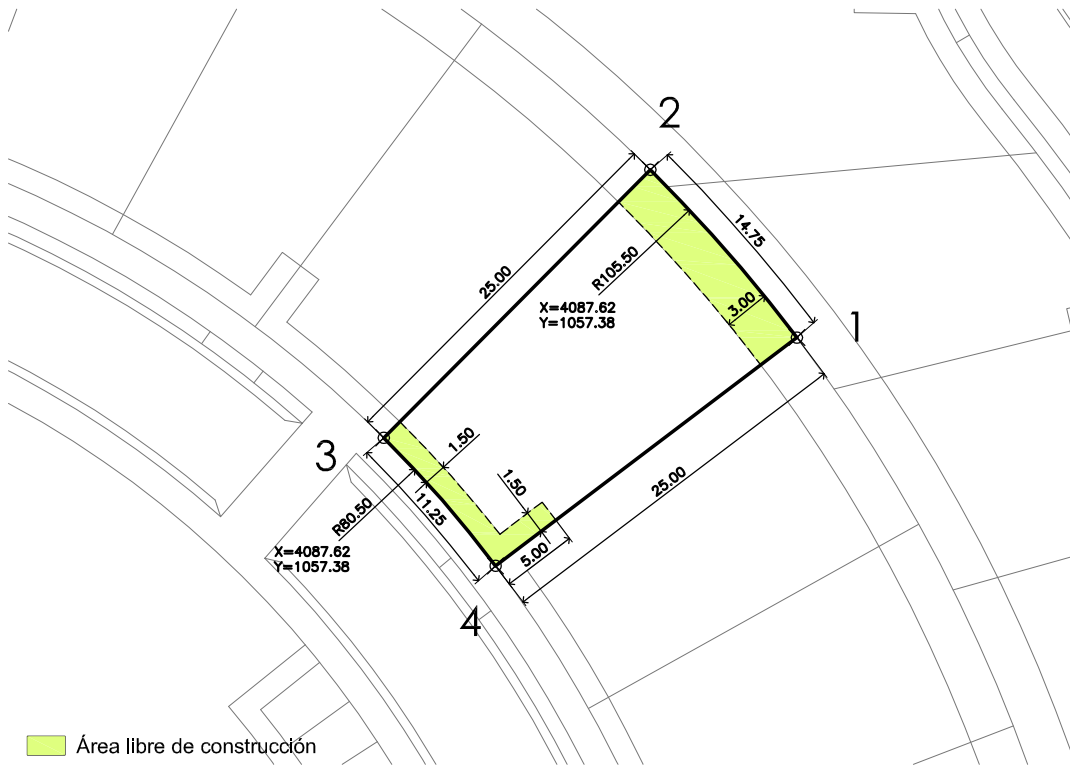 2
14.75
25.00
R105.50
X=4087.62
Y=1057.38
3.00
1
3
1.50
1.50
11.25
R80.50
X=4087.62
Y=1057.38
25.00
5.00
4
Área libre de construcción